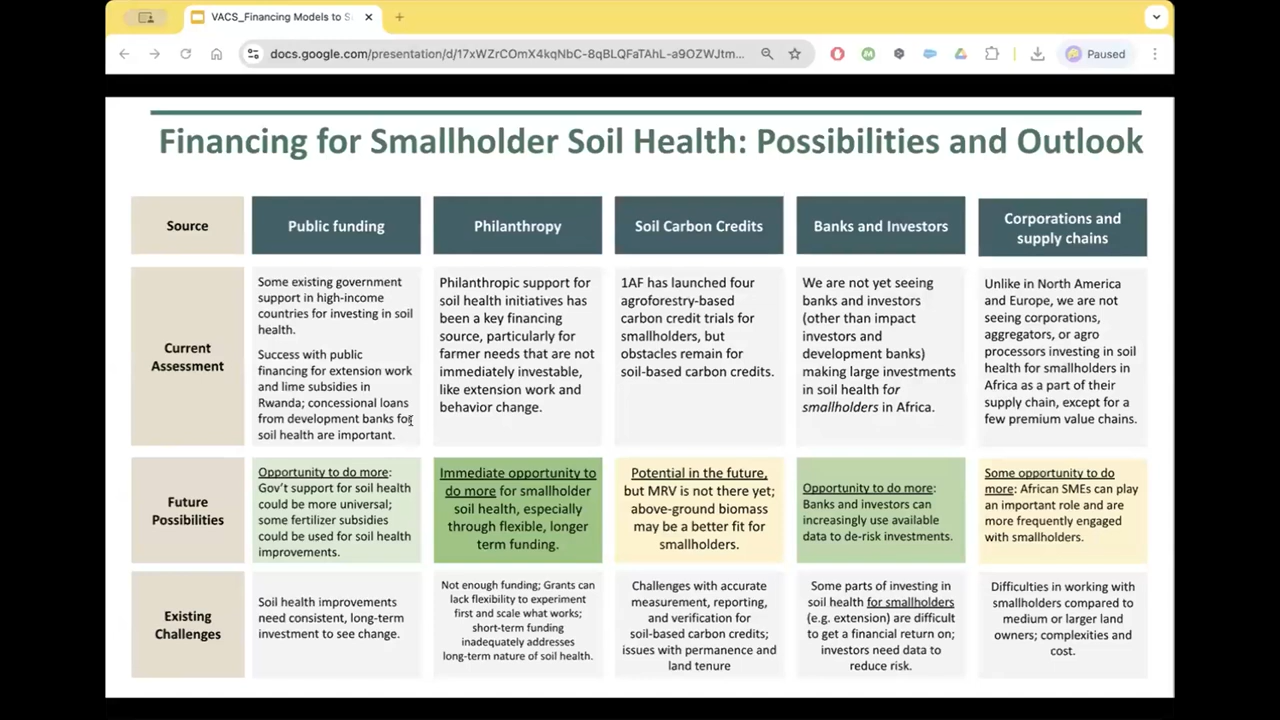 VACS_Financing Models to S
docs.google.com/presentation/d/17xWZrCOmX4kqNbC-8qBLQFaTAhL-a9OZWJtm...
Paused
Financing for Smallholder Soil Health: Possibilities and Outlook
Source
Public funding
Philanthropy
Soil Carbon Credits
Banks and Investors
Corporations and
supply chains
Current
Assessment
Some existing government
support in high-income
countries for investing in soil
health.
Success with public
financing for extension work
and lime subsidies in
Rwanda; concessional loans
from development banks for
soil health are important.
Philanthropic support for
soil health initiatives has
been a key financing
source, particularly for
farmer needs that are not
immediately investable,
like extension work and
behavior change.
1AF has launched four
agroforestry-based
carbon credit trials for
smallholders, but
obstacles remain for
soil-based carbon credits.
We are not yet seeing
banks and investors
(other than impact
investors and
development banks)
making large investments
in soil health for
smallholders in Africa.
Unlike in North America
and Europe, we are not
seeing corporations,
aggregators, or agro
processors investing in soil
health for smallholders in
Africa as a part of their
supply chain, except for a
few premium value chains.
Future
Possibilities
Opportunity to do more:
Gov't support for soil health
could be more universal;
some fertilizer subsidies
could be used for soil health
improvements.
Immediate opportunity to
do more for smallholder
soil health, especially
through flexible, longer
term funding.
Potential in the future,
but MRV is not there yet;
above-ground biomass
may be a better fit for
smallholders.
Opportunity to do more:
Banks and investors can
increasingly use available
data to de-risk investments.
Some opportunity to do
more: African SMEs can play
an important role and are
more frequently engaged
with smallholders.
Existing
Challenges
Soil health improvements
need consistent, long-term
investment to see change.
Not enough funding; Grants can
lack flexibility to experiment
first and scale what works;
short-term funding
inadequately addresses
long-term nature of soil health.
Challenges with accurate
measurement, reporting,
and verification for
soil-based carbon credits;
issues with permanence and
land tenure
Some parts of investing in
soil health for smallholders
(e.g. extension) are difficult
to get a financial return on;
investors need data to
reduce risk.
Difficulties in working with
smallholders compared to
medium or larger land
owners; complexities and
cost.